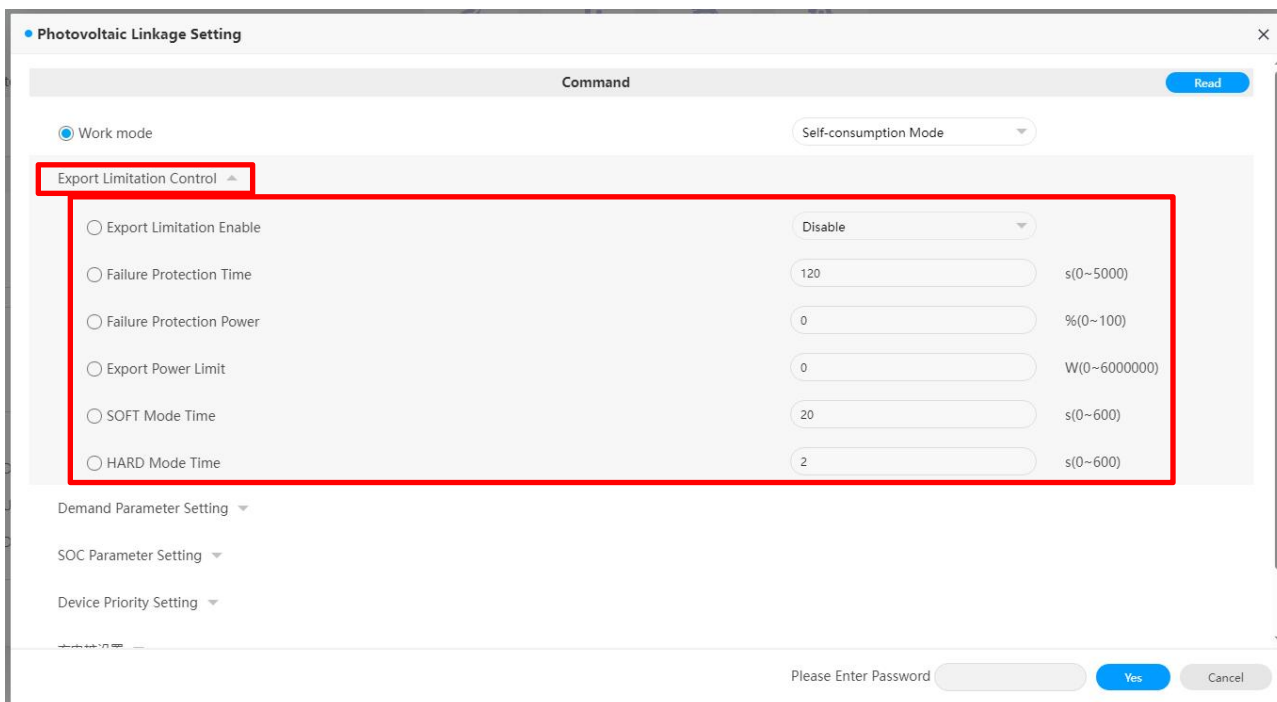 Photovoltaic Linkage Setting
Command Read
Work mode Self-consumption Mode
Export Limitation Control
Export Limitation Enable Disable
Failure Protection Time 120 s(0~5000)
Failure Protection Power 0 %(0~100)
Export Power Limit 0 W(0~6000000)
SOFT Mode Time 20 s(0~600)
HARD Mode Time 2 s(0~600)
Demand Parameter Setting
SOC Parameter Setting
Device Priority Setting
Please Enter Password Yes Cancel